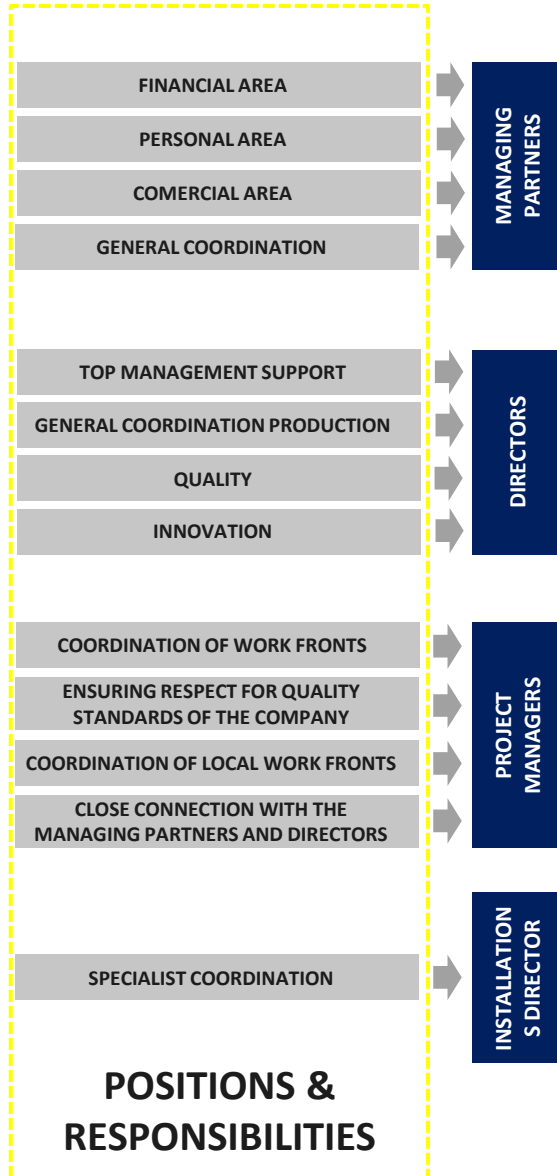 FINANCIAL AREA
PERSONAL AREA
COMERCIAL AREA
GENERAL COORDINATION
MANAGING
PARTNERS
TOP MANAGEMENT SUPPORT
GENERAL COORDINATION PRODUCTION
QUALITY
INNOVATION
DIRECTORS
COORDINATION OF WORK FRONTS
ENSURING RESPECT FOR QUALITY
STANDARDS OF THE COMPANY
COORDINATION OF LOCAL WORK FRONTS
CLOSE CONNECTION WITH THE
MANAGING PARTNERS AND DIRECTORS
PROJECT
MANAGERS
SPECIALIST COORDINATION
INSTALLATION
S DIRECTOR
POSITIONS &
RESPONSIBILITIES